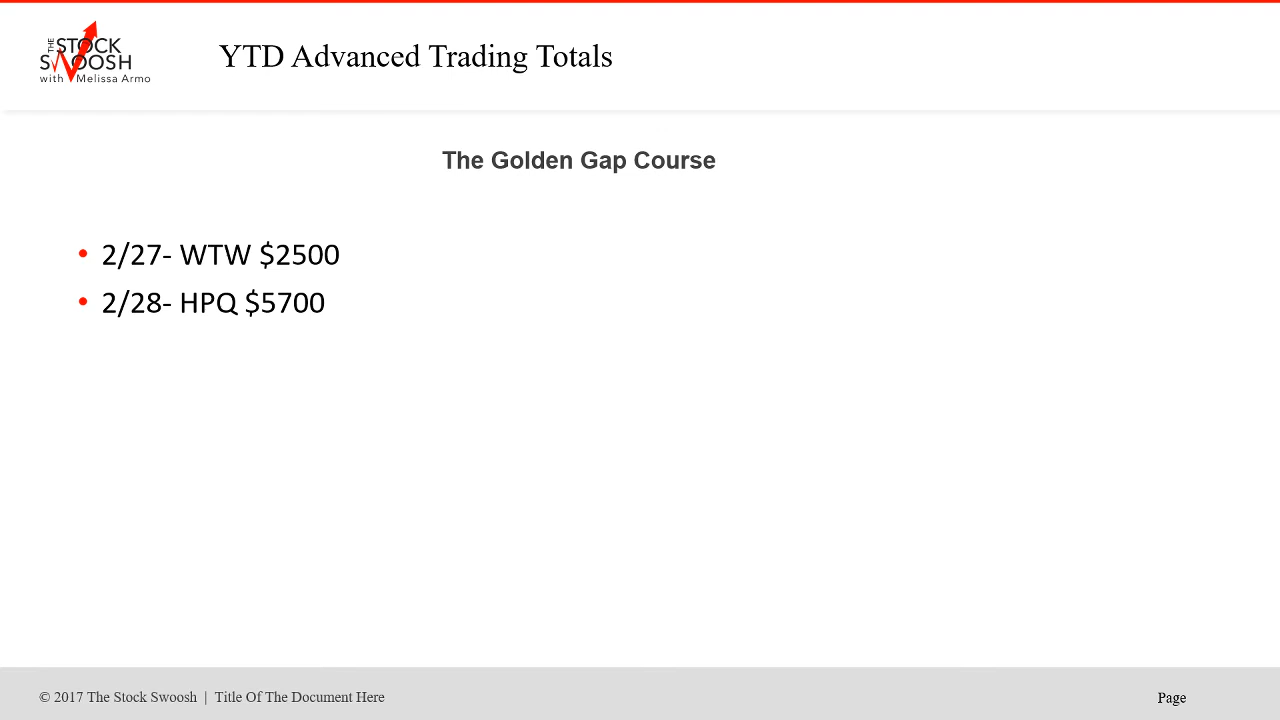 THE STOCK
SWOOSH
with Melissa Armo
YTD Advanced Trading Totals
The Golden Gap Course
• 2/27- WTW $2500
• 2/28- HPQ $5700
© 2017 The Stock Swoosh | Title Of The Document Here
Page